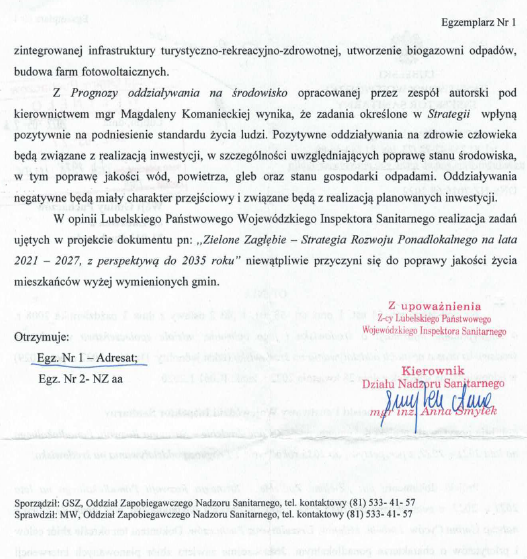 Egzemplarz Nr 1
zintegrowanej infrastruktury turystyczno-rekreacyjno-zdrowotnej, utworzenie biogazowni odpadów,
budowa farm fotowoltaicznych.
Z Prognozy oddziaływania na środowisko opracowanej przez zespół autorski pod
kierownictwem mgr Magdaleny Komanieckiej wynika, że zadania określone w Strategii wpłyną
pozytywnie na podniesienie standardu życia ludzi. Pozytywne oddziaływania na zdrowie człowieka
będą związane z realizacją inwestycji, w szczególności uwzględniających poprawę stanu środowiska,
w tym poprawę jakości wód, powietrza, gleb oraz stanu gospodarki odpadami. Oddziaływania
negatywne będą miały charakter przejściowy i związane będą z realizacją planowanych inwestycji.
W opinii Lubelskiego Państwowego Wojewódzkiego Inspektora Sanitarnego realizacja zadań
ujętych w projekcie dokumentu pn: „Zielone Zagłębie – Strategia Rozwoju Ponadlokalnego na lata
2021 – 2027, z perspektywą do 2035 roku” niewątpliwie przyczyni się do poprawy jakości życia
mieszkańców wyżej wymienionych gmin.
Z upoważnienia
Z-cy Lubelskiego Państwowego
Wojewódzkiego Inspektora Sanitarnego
Otrzymuje:
Egz. Nr 1 – Adresat;
Egz. Nr 2- NZ aa
Kierownik
Działu Nadzoru Sanitarnego
mgr inż. Anna Smyłek
Sporządził: GSZ, Oddział Zapobiegawczego Nadzoru Sanitarnego, tel. kontaktowy (81) 533- 41- 57
Sprawdził: MW, Oddział Zapobiegawczego Nadzoru Sanitarnego, tel. kontaktowy (81) 533- 41- 57